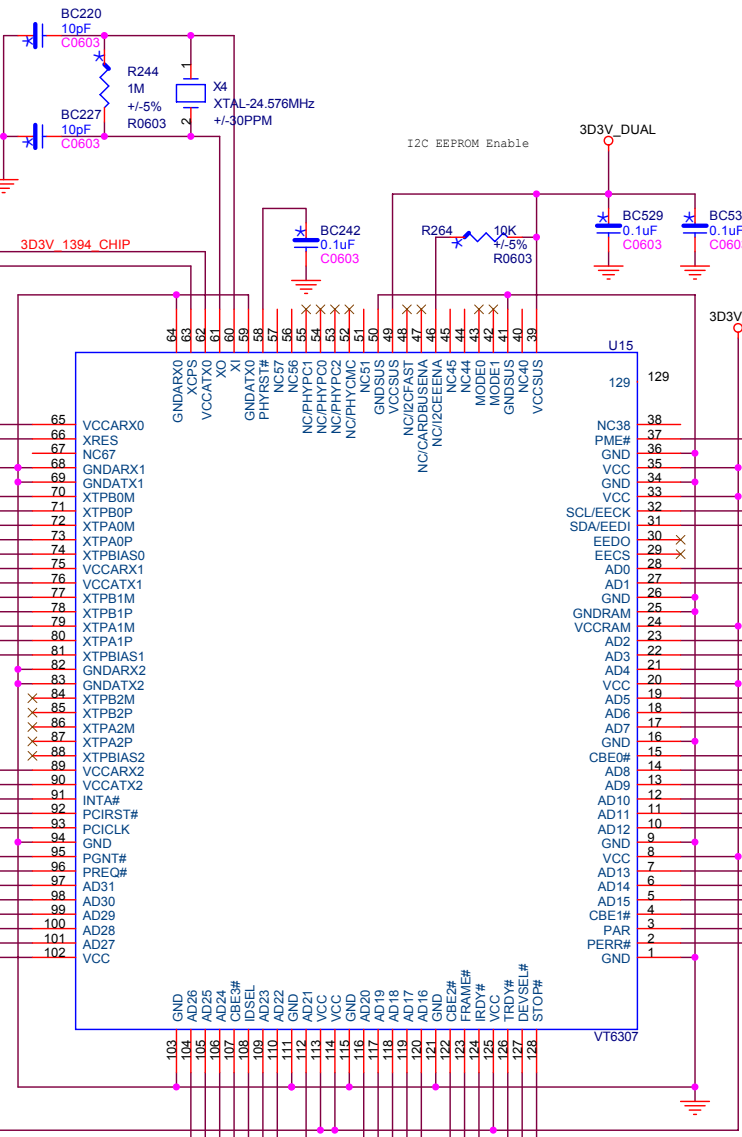 BC220
10pF
C0603
R244
1M
+/-5%
R0603
1
2
X4
XTAL-24.576MHz
+/-30PPM
BC227
10pF
C0603
I2C EEPROM Enable
3D3V_DUAL
3D3V_1394_CHIP
BC242
0.1uF
C0603
R264
10K
+/-5%
R0603
BC529
0.1uF
C0603
BC53
0.1uF
C060
3D3V
U15
129
129
64 GNDARX0
63 XCPS
62 VCCATX0
61 XO
60 XI
59 GNDATX0
58 PHYRST#
57 NC57
56 NC56
55 NC/PHYPC1
54 NC/PHYPC0
53 NC/PHYPC2
52 NC/PHYCMC
51 NC51
50 GNDSUS
49 VCCSUS
48 NC/I2CFAST
47 NC/CARDBUSENA
46 NC/I2CEEENA
45 NC45
44 NC44
43 MODE0
42 MODE1
41 GNDSUS
40 NC40
39 VCCSUS
65 VCCARX0
66 XRES
67 NC67
68 GNDARX1
69 GNDATX1
70 XTPB0M
71 XTPB0P
72 XTPA0M
73 XTPA0P
74 XTPBIAS0
75 VCCARX1
76 VCCATX1
77 XTPB1M
78 XTPB1P
79 XTPA1M
80 XTPA1P
81 XTPBIAS1
82 GNDARX2
83 GNDATX2
84 XTPB2M
85 XTPB2P
86 XTPA2M
87 XTPA2P
88 XTPBIAS2
89 VCCARX2
90 VCCATX2
91 INTA#
92 PCIRST#
93 PCICLK
94 GND
95 PGNT#
96 PREQ#
97 AD31
98 AD30
99 AD29
100 AD28
101 AD27
102 VCC
NC38 38
PME# 37
GND 36
VCC 35
GND 34
VCC 33
SCL/EECK 32
SDA/EEDI 31
EEDO 30
EECS 29
AD0 28
AD1 27
GND 26
GNDRAM 25
VCCRAM 24
AD2 23
AD3 22
AD4 21
VCC 20
AD5 19
AD6 18
AD7 17
GND 16
CBE0# 15
AD8 14
AD9 13
AD10 12
AD11 11
AD12 10
GND 9
VCC 8
AD13 7
AD14 6
AD15 5
CBE1# 4
PAR 3
PERR# 2
GND 1
GND 103
AD26 104
AD25 105
AD24 106
CBE3# 107
IDSEL 108
AD23 109
AD22 110
GND 111
AD21 112
VCC 113
VCC 114
GND 115
AD20 116
AD19 117
AD18 118
AD17 119
AD16 120
GND 121
CBE2# 122
FRAME# 123
IRDY# 124
VCC 125
TRDY# 126
DEVSEL# 127
STOP# 128
VT6307